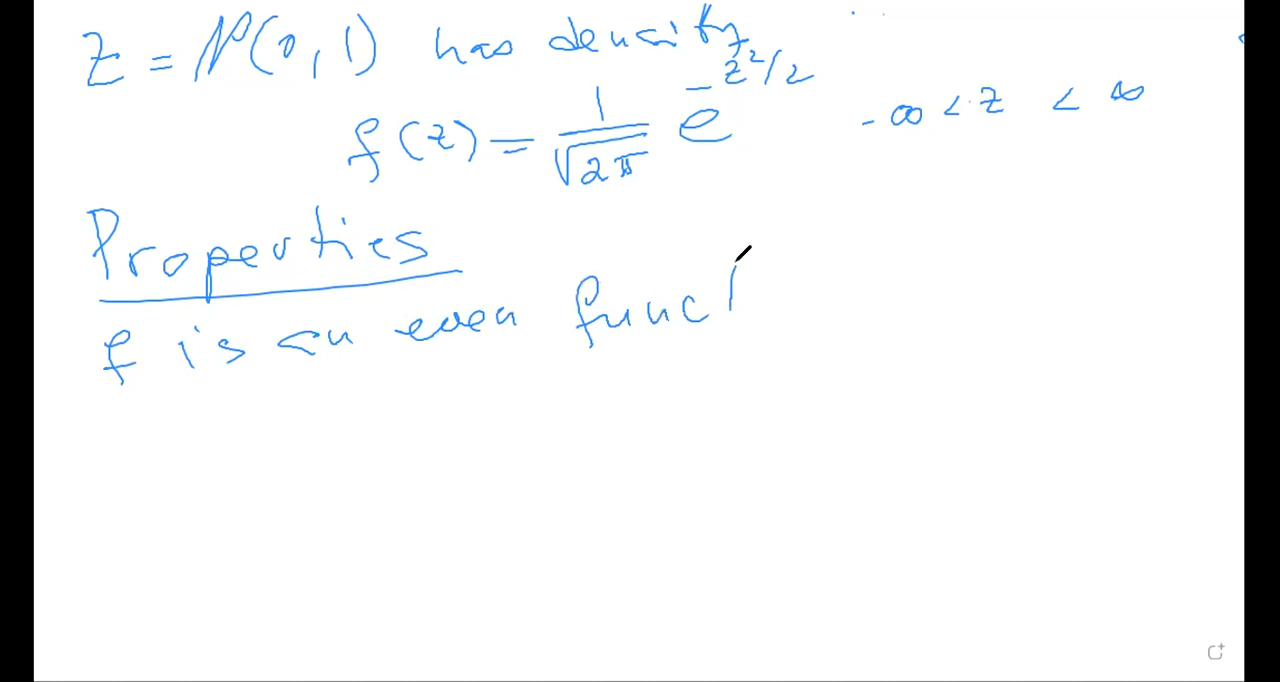 Z = N(0,1) has density
f(z) = 1/√2π e^-z²/2 -∞ < z < ∞
Properties
f is an even funct